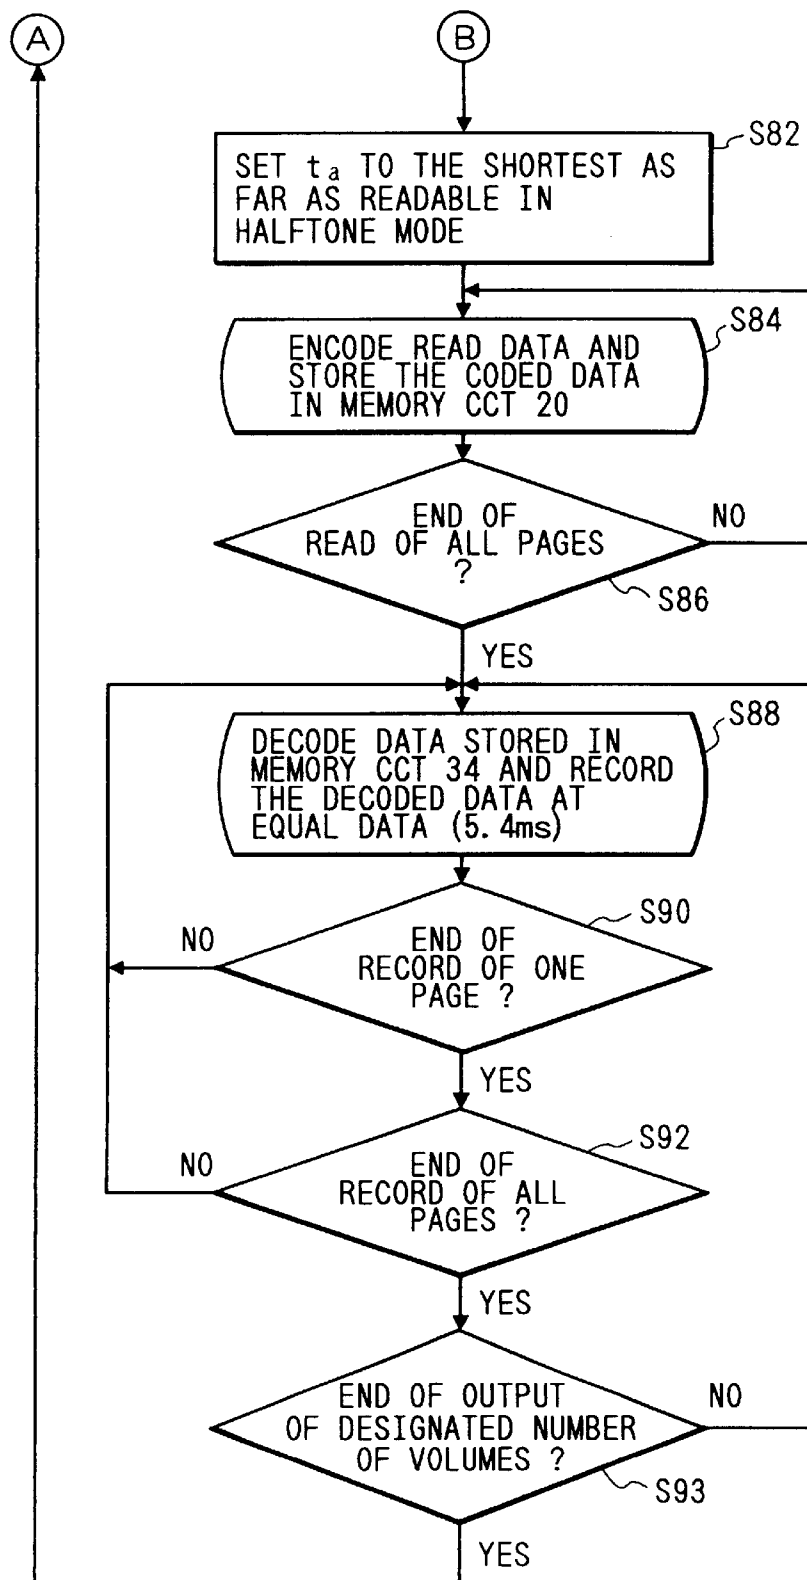 A
B
S82
SET ta TO THE SHORTEST AS
FAR AS READABLE IN
HALFTONE MODE
S84
ENCODE READ DATA AND
STORE THE CODED DATA
IN MEMORY CCT 20
END OF
READ OF ALL PAGES
?
NO
S86
YES
S88
DECODE DATA STORED IN
MEMORY CCT 34 AND RECORD
THE DECODED DATA AT
EQUAL DATA (5.4ms)
S90
NO
END OF
RECORD OF ONE
PAGE ?
YES
S92
NO
END OF
RECORD OF ALL
PAGES ?
YES
END OF OUTPUT
OF DESIGNATED NUMBER
OF VOLUMES ?
NO
S93
YES